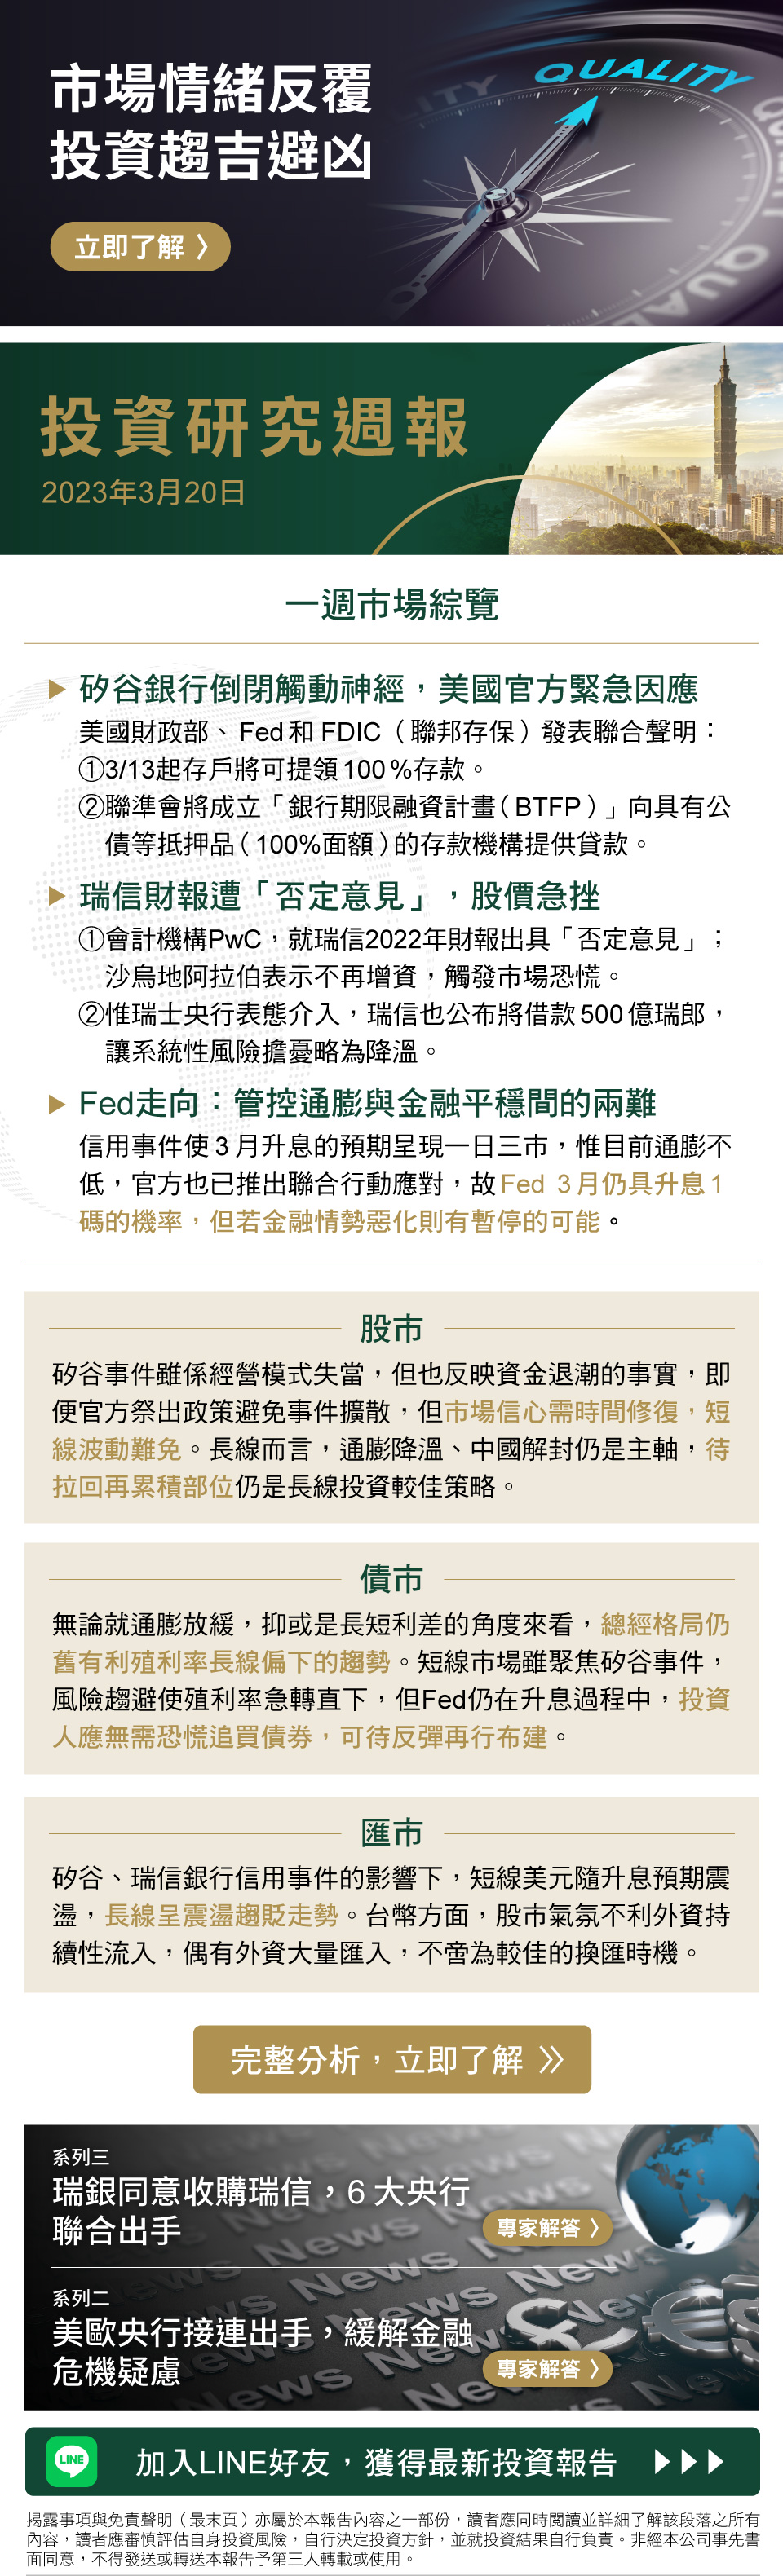 市場情緒反覆
投資趨吉避凶
立即了解 〉
QUALITY
投資研究週報
2023年3月20日
一週市場綜覽
矽谷銀行倒閉觸動神經，美國官方緊急因應
美國財政部、Fed 和 FDIC（聯邦存保）發表聯合聲明：
①3/13起存戶將可提領 100 %存款。
②聯準會將成立「銀行期限融資計畫（BTFP）」向具有公
債等抵押品（100%面額）的存款機構提供貸款。
瑞信財報遭「否定意見」，股價急挫
①會計機構PwC，就瑞信2022年財報出具「否定意見」；
沙烏地阿拉伯表示不再增資，觸發市場恐慌。
②惟瑞士央行表態介入，瑞信也公布將借款 500 億瑞郎，
讓系統性風險擔憂略為降溫。
Fed走向：管控通膨與金融平穩間的兩難
信用事件使 3 月升息的預期呈現一日三市，惟目前通膨不
低，官方也已推出聯合行動應對，故 Fed 3 月仍具升息 1
碼的機率，但若金融情勢惡化則有暫停的可能。
股市
矽谷事件雖係經營模式失當，但也反映資金退潮的事實，即
便官方祭出政策避免事件擴散，但市場信心需時間修復，短
線波動難免。長線而言，通膨降溫、中國解封仍是主軸，待
拉回再累積部位仍是長線投資較佳策略。
債市
無論就通膨放緩，抑或是長短利差的角度來看，總經格局仍
舊有利殖利率長線偏下的趨勢。短線市場雖聚焦矽谷事件，
風險趨避使殖利率急轉直下，但Fed仍在升息過程中，投資
人應無需恐慌追買債券，可待反彈再行布建。
匯市
矽谷、瑞信銀行信用事件的影響下，短線美元隨升息預期震
盪，長線呈震盪趨貶走勢。台幣方面，股市氣氛不利外資持
續性流入，偶有外資大量匯入，不啻為較佳的換匯時機。
完整分析，立即了解 》
系列三
瑞銀同意收購瑞信，6 大央行
聯合出手
專家解答 〉
系列二
美歐央行接連出手，緩解金融
危機疑慮
專家解答 〉
LINE 加入LINE好友，獲得最新投資報告
揭露事項與免責聲明（最末頁）亦屬於本報告內容之一部份，讀者應同時閱讀並詳細了解該段落之所有
內容，讀者應審慎評估自身投資風險，自行決定投資方針，並就投資結果自行負責。非經本公司事先書
面同意，不得發送或轉送本報告予第三人轉載或使用。